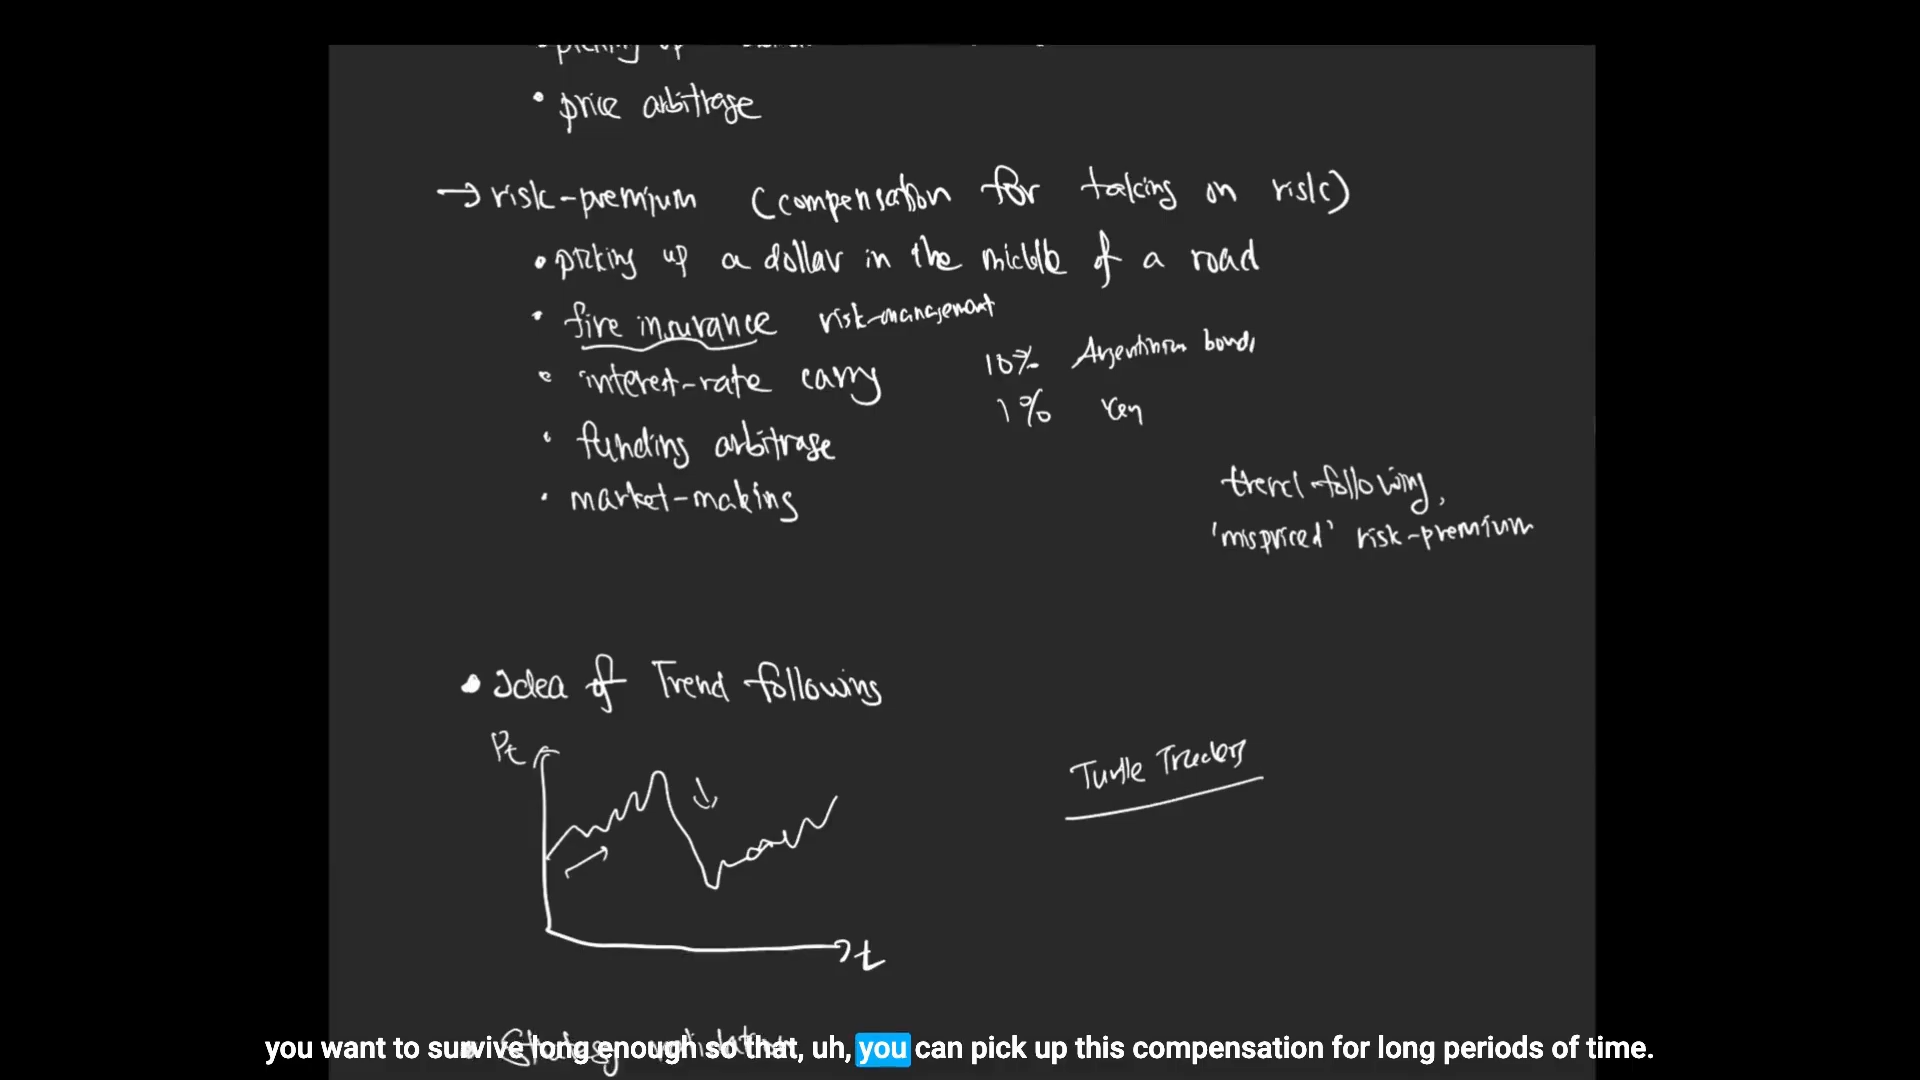 • picking up
• price arbitrage
→ risk-premium (compensation for taking on risk)
• picking up a dollar in the middle of a road
• fire insurance risk-management
• interest-rate carry 10% Argentinian bonds
1% Yen
• funding arbitrage
• market-making
trend-following,
'mispriced' risk-premium
• Idea of Trend following
Pt
Turtle Traders
t
you want to survive long enough so that, uh, you can pick up this compensation for long periods of time.